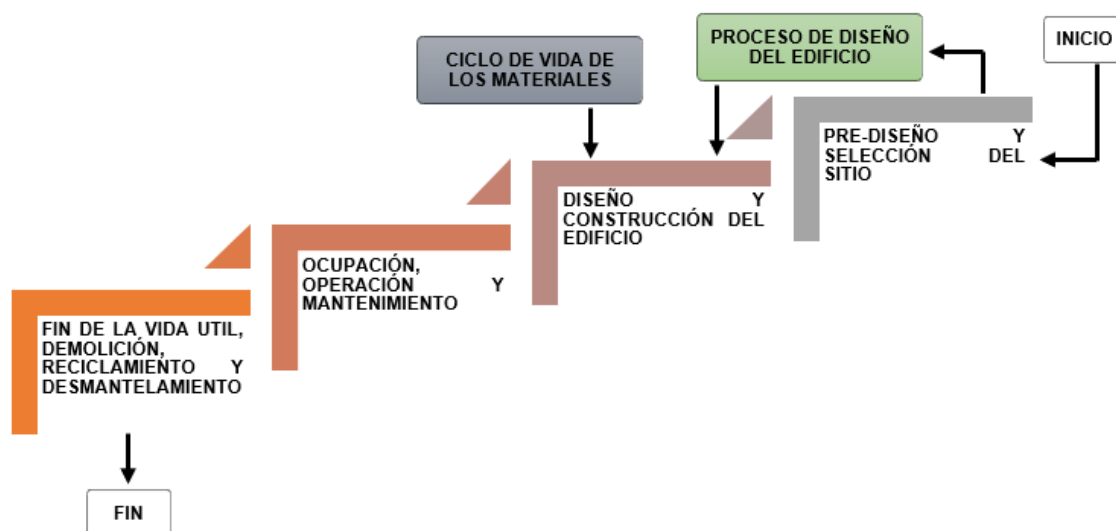 CICLO DE VIDA DE
LOS MATERIALES
PROCESO DE DISEÑO
DEL EDIFICIO
INICIO
PRE-DISEÑO Y
SELECCIÓN DEL
SITIO
DISEÑO Y
CONSTRUCCIÓN DEL
EDIFICIO
OCUPACIÓN,
OPERACIÓN Y
MANTENIMIENTO
FIN DE LA VIDA UTIL,
DEMOLICIÓN,
RECICLAMIENTO Y
DESMANTELAMIENTO
FIN